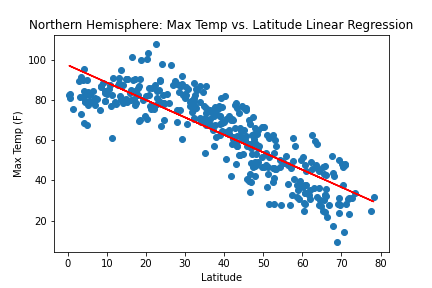 Northern Hemisphere: Max Temp vs. Latitude Linear Regression
Max Temp (F)
100
80
60
40
20
0 10 20 30 40 50 60 70 80
Latitude